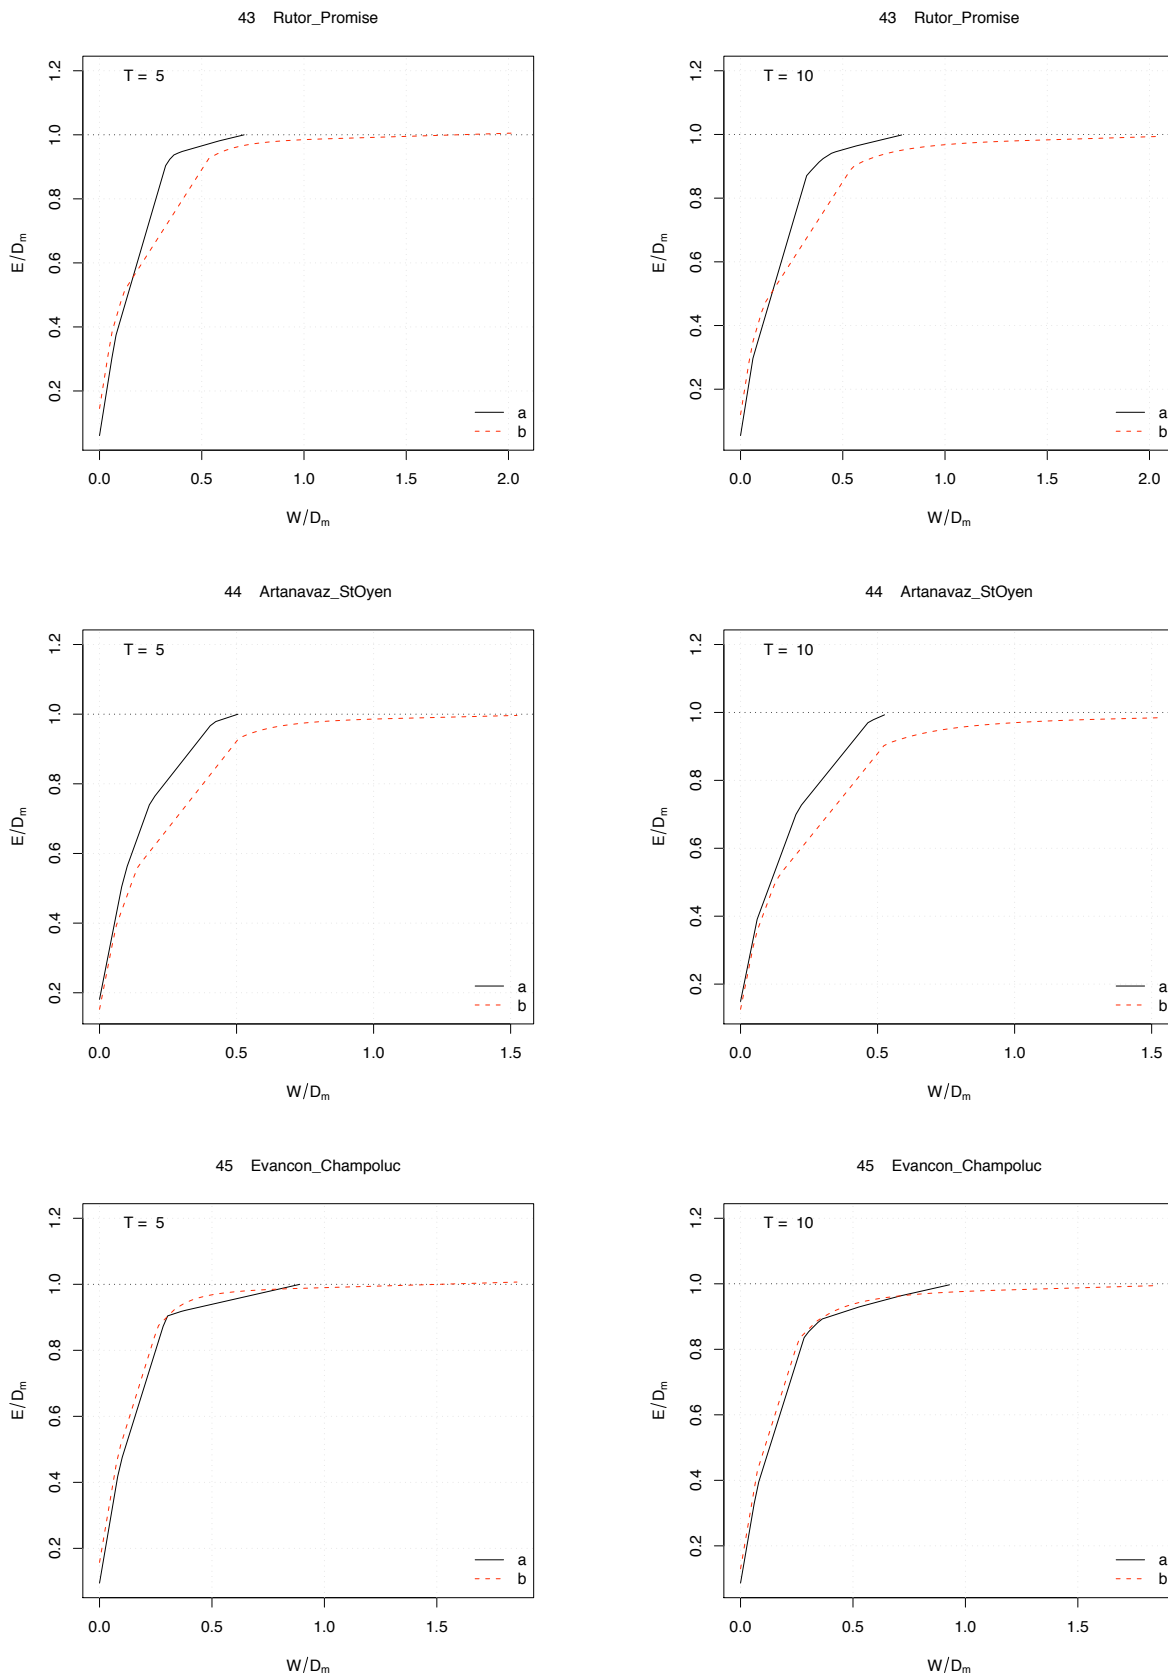 43 Rutor_Promise
T = 5
1.2
1.0
0.8
0.6
0.4
0.2
E/Dm
a
b
0.0 0.5 1.0 1.5 2.0
W/Dm
43 Rutor_Promise
T = 10
1.2
1.0
0.8
0.6
0.4
0.2
E/Dm
a
b
0.0 0.5 1.0 1.5 2.0
W/Dm
44 Artanavaz_StOyen
T = 5
1.2
1.0
0.8
0.6
0.4
0.2
E/Dm
a
b
0.0 0.5 1.0 1.5
W/Dm
44 Artanavaz_StOyen
T = 10
1.2
1.0
0.8
0.6
0.4
0.2
E/Dm
a
b
0.0 0.5 1.0 1.5
W/Dm
45 Evancon_Champoluc
T = 5
1.2
1.0
0.8
0.6
0.4
0.2
E/Dm
a
b
0.0 0.5 1.0 1.5
W/Dm
45 Evancon_Champoluc
T = 10
1.2
1.0
0.8
0.6
0.4
0.2
E/Dm
a
b
0.0 0.5 1.0 1.5
W/Dm